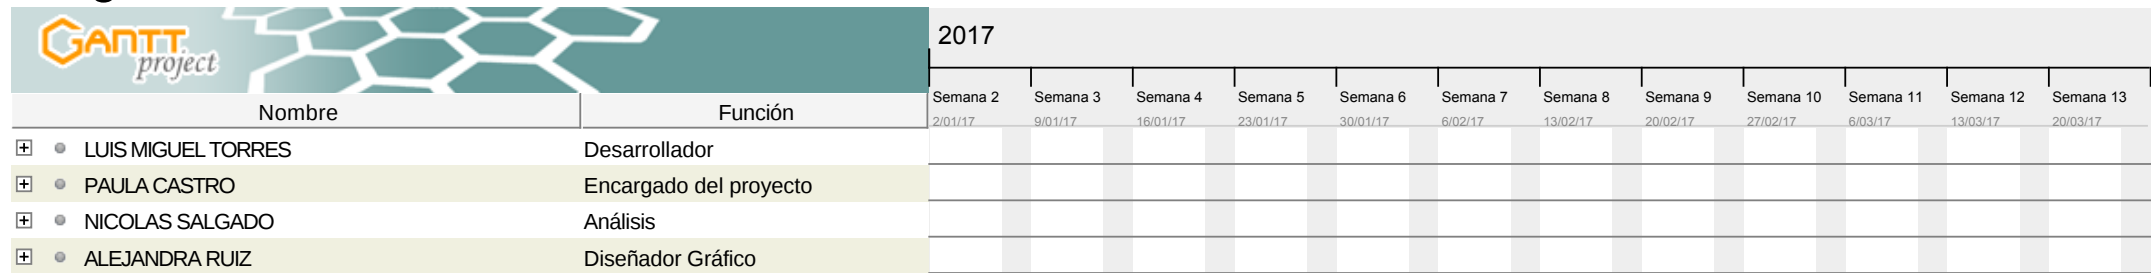 GANTT
project
2017
Nombre
Función
Semana 2 Semana 3 Semana 4 Semana 5 Semana 6 Semana 7 Semana 8 Semana 9 Semana 10 Semana 11 Semana 12 Semana 13
2/01/17 9/01/17 16/01/17 23/01/17 30/01/17 6/02/17 13/02/17 20/02/17 27/02/17 6/03/17 13/03/17 20/03/17
LUIS MIGUEL TORRES Desarrollador
PAULA CASTRO Encargado del proyecto
NICOLAS SALGADO Análisis
ALEJANDRA RUIZ Diseñador Gráfico